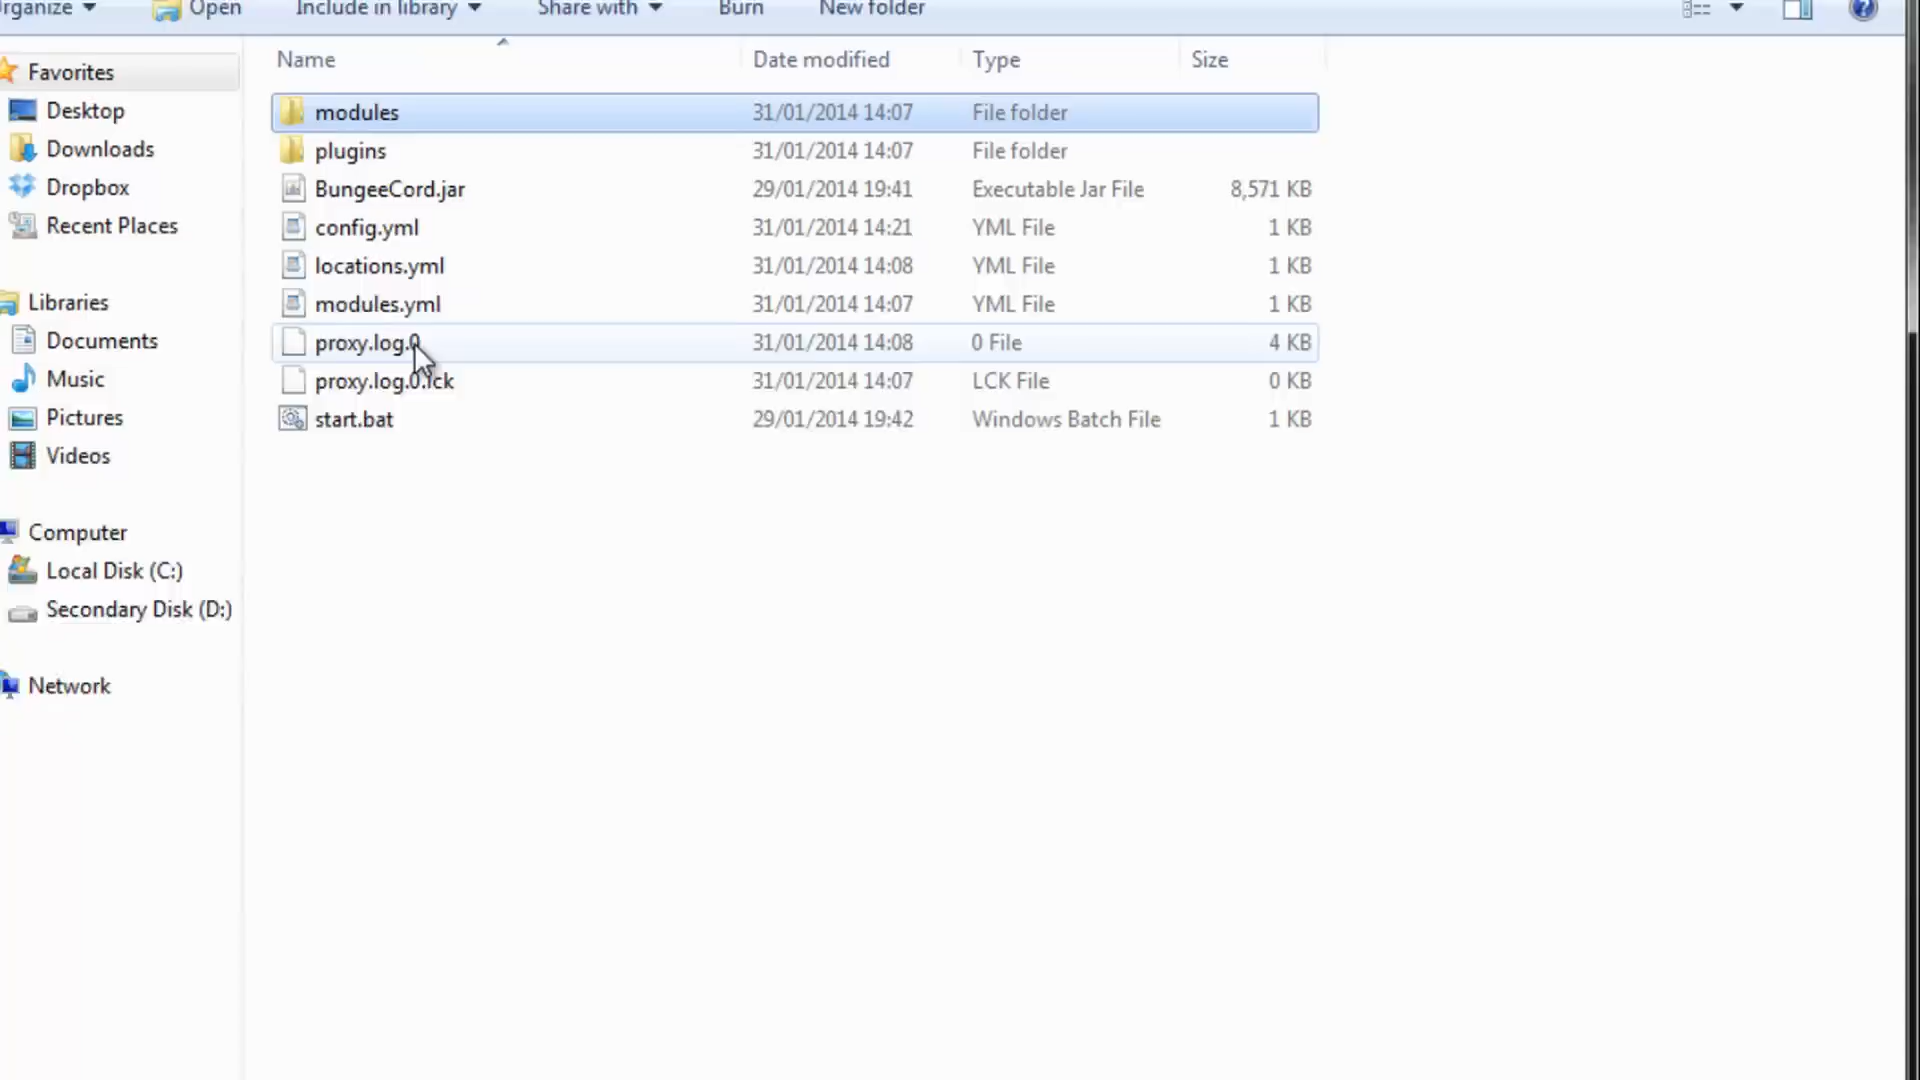 rganize Open Include in library Share with Burn New folder
Name Date modified Type Size
Favorites
Desktop
Downloads
Dropbox
Recent Places
Libraries
Documents
Music
Pictures
Videos
Computer
Local Disk (C:)
Secondary Disk (D:)
Network
modules 31/01/2014 14:07 File folder
plugins 31/01/2014 14:07 File folder
BungeeCord.jar 29/01/2014 19:41 Executable Jar File 8,571 KB
config.yml 31/01/2014 14:21 YML File 1 KB
locations.yml 31/01/2014 14:08 YML File 1 KB
modules.yml 31/01/2014 14:07 YML File 1 KB
proxy.log.0 31/01/2014 14:08 0 File 4 KB
proxy.log.0.lck 31/01/2014 14:07 LCK File 0 KB
start.bat 29/01/2014 19:42 Windows Batch File 1 KB